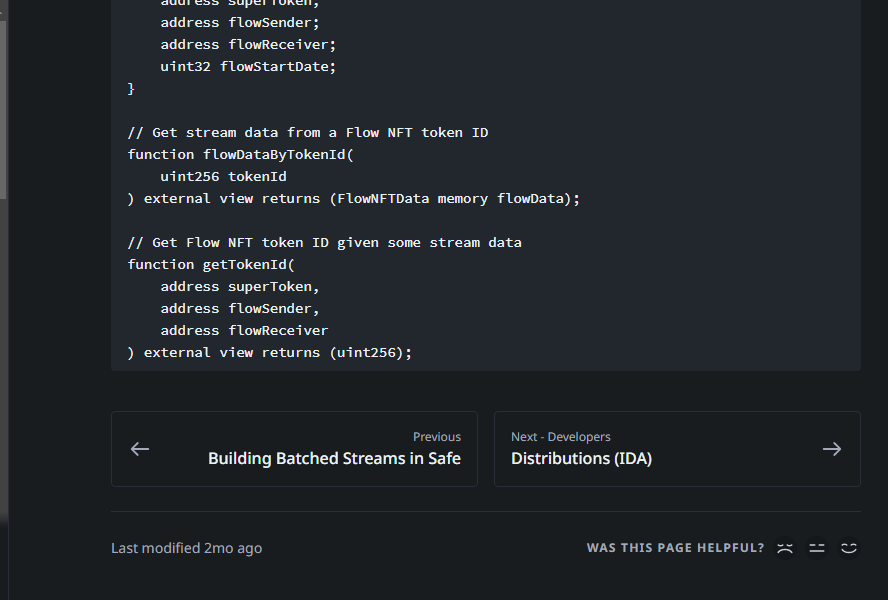 address superToken;
address flowSender;
address flowReceiver;
uint32 flowStartDate;
}
// Get stream data from a Flow NFT token ID
function flowDataByTokenId(
uint256 tokenId
) external view returns (FlowNFTData memory flowData);
// Get Flow NFT token ID given some stream data
function getTokenId(
address superToken,
address flowSender,
address flowReceiver
) external view returns (uint256);
Previous
Building Batched Streams in Safe
Next - Developers
Distributions (IDA)
Last modified 2mo ago
WAS THIS PAGE HELPFUL?